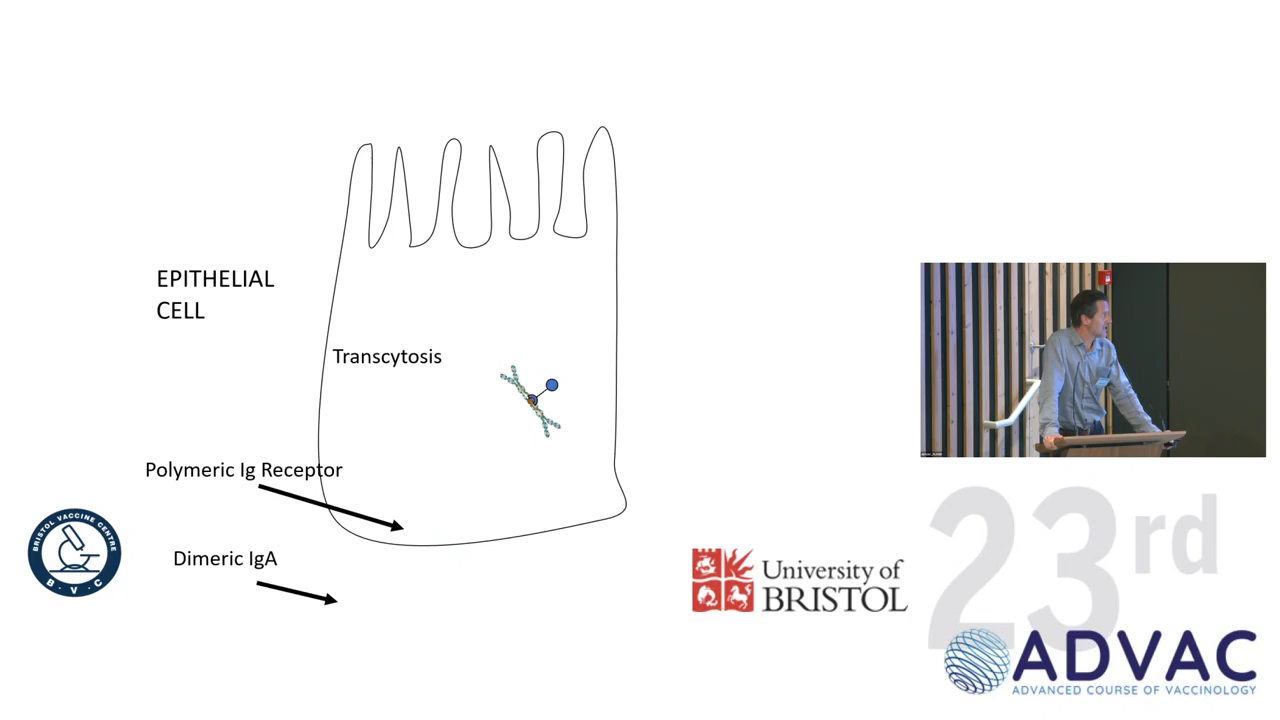 EPITHELIAL
CELL
Transcytosis
Polymeric Ig Receptor
Dimeric IgA
BRISTOL VACCINE CENTRE
B · V · C
University of
BRISTOL
23rd
ADVAC
ADVANCED COURSE OF VACCINOLOGY